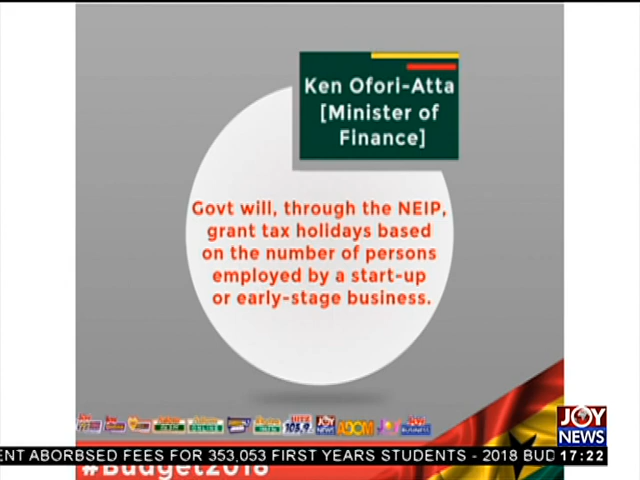 Ken Ofori-Atta
[Minister of
Finance]
Govt will, through the NEIP,
grant tax holidays based
on the number of persons
employed by a start-up
or early-stage business.
JOY
NEWS
ENT ABORBSED FEES FOR 353,053 FIRST YEARS STUDENTS - 2018 BUD 17:22
#Budget2018